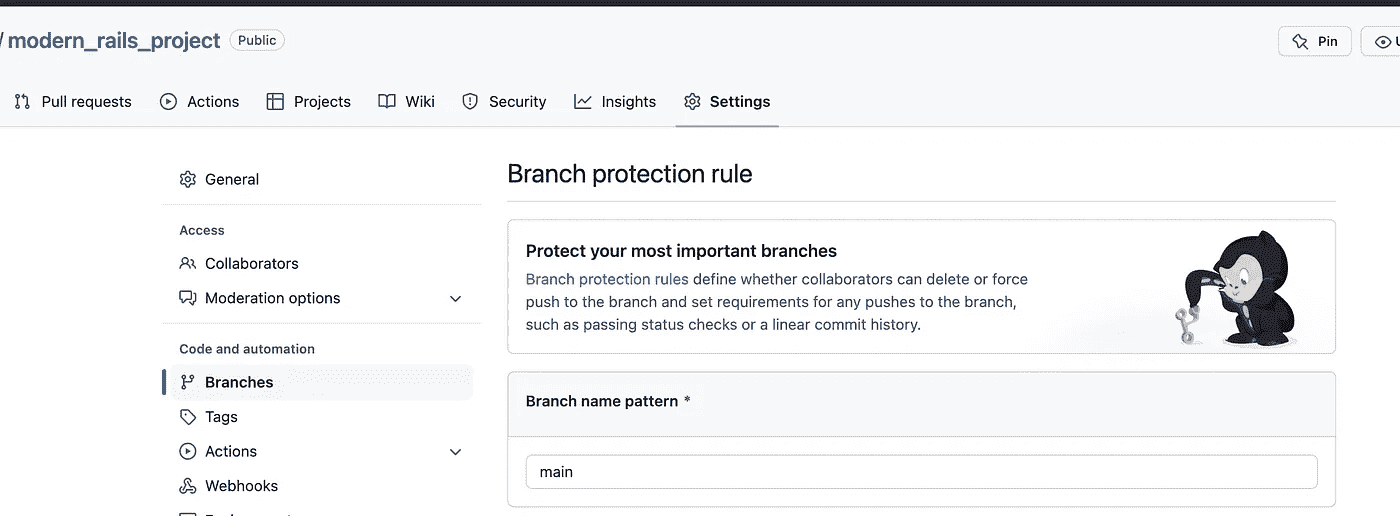 / modern_rails_project Public
Pin
Pull requests Actions Projects Wiki Security Insights Settings
General
Access
Collaborators
Moderation options
Code and automation
Branches
Tags
Actions
Webhooks
Branch protection rule
Protect your most important branches
Branch protection rules define whether collaborators can delete or force
push to the branch and set requirements for any pushes to the branch,
such as passing status checks or a linear commit history.
Branch name pattern *
main